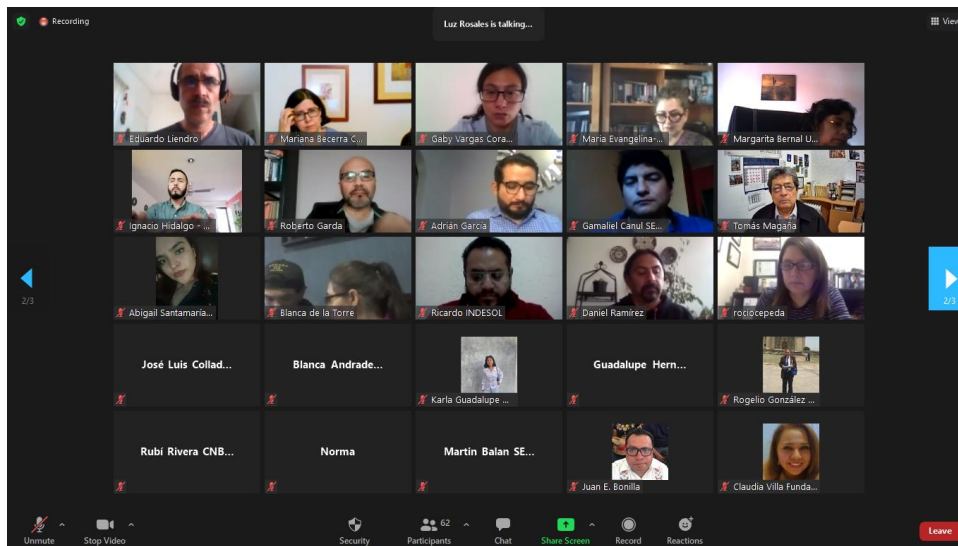 Recording
Luz Rosales is talking...
View
Eduardo Liendro
Mariana Becerra C...
Gaby Vargas Cora...
Maria Evangelina-...
Margarita Bernal U...
Ignacio Hidalgo - ...
Roberto Garda
Adrián Garcia
Gamaliel Canul SE...
Tomás Magaña
2/3
Abigail Santamaría...
Blanca de la Torre
Ricardo INDESOL
Daniel Ramírez
rociocepeda
2/3
José Luis Collad...
Blanca Andrade...
Karla Guadalupe ...
Guadalupe Hern...
Rogelio González ...
Rubí Rivera CNB...
Norma
Martin Balan SE...
Juan E. Bonilla
Claudia Villa Funda...
Unmute
Stop Video
Security
62
Participants
Chat
Share Screen
Record
Reactions
Leave